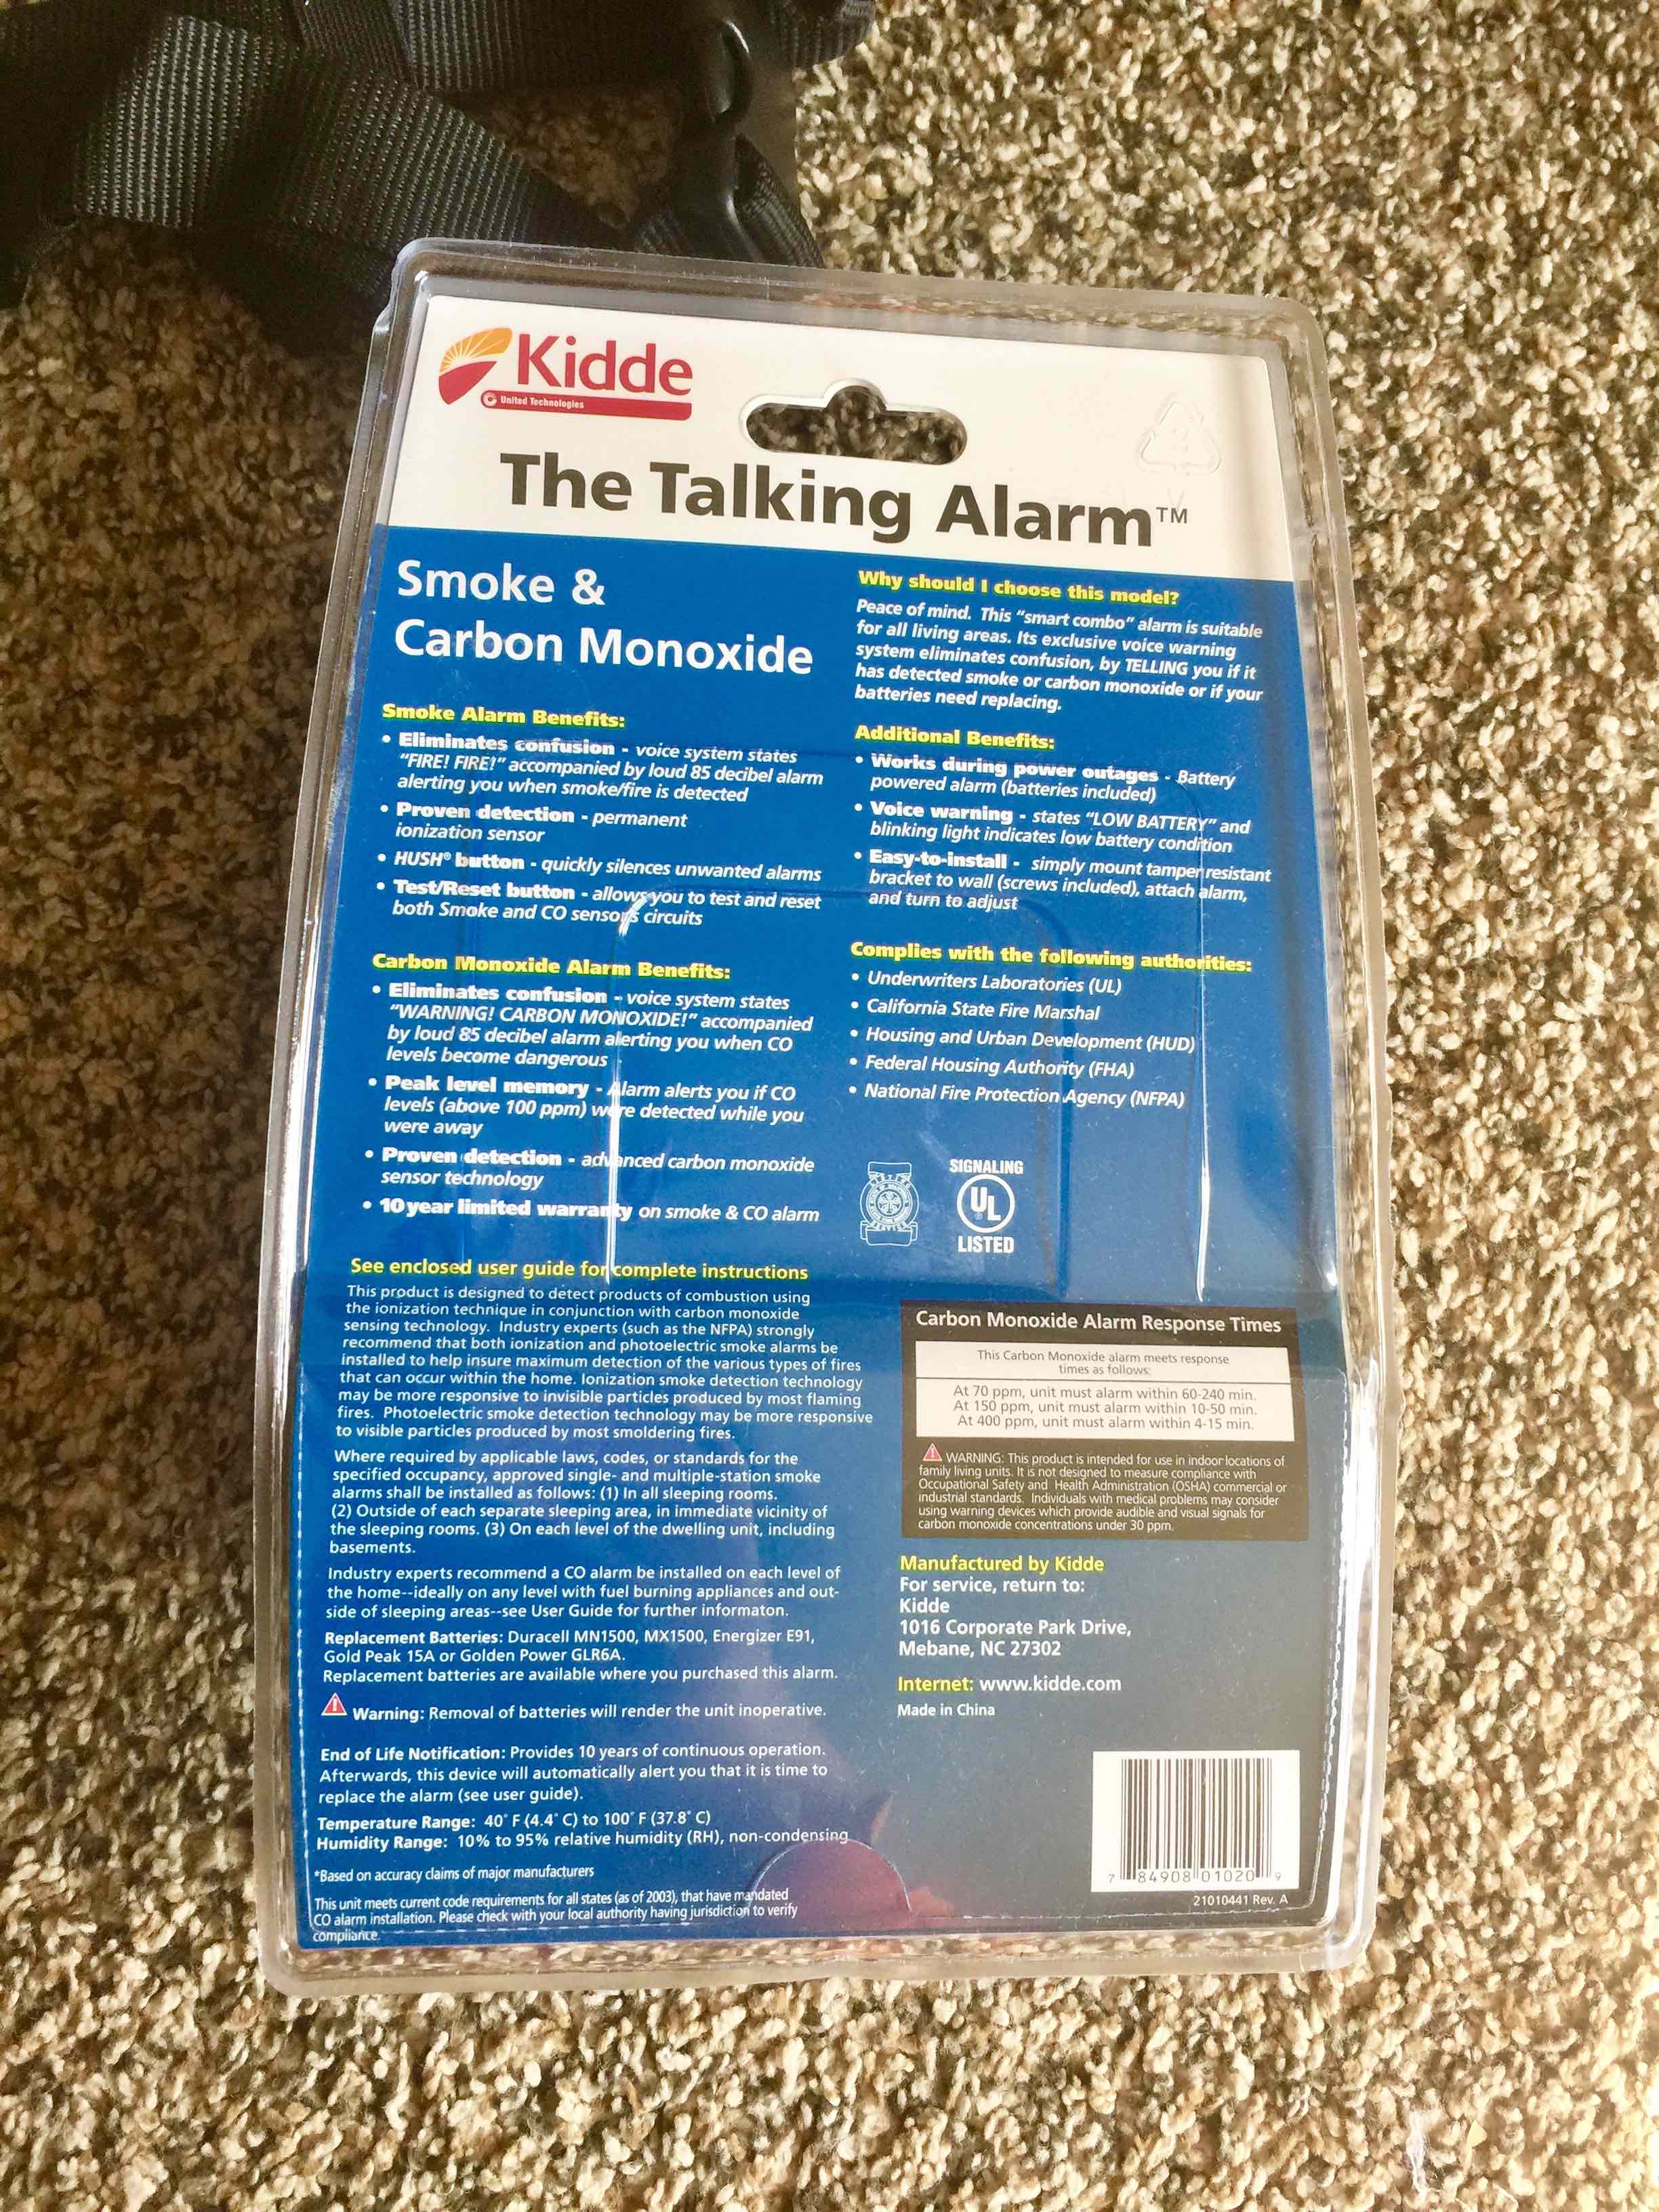 Kidde
United Technologies
The Talking Alarm™
Smoke &
Carbon Monoxide
Smoke Alarm Benefits:
• Eliminates confusion - voice system states
"FIRE! FIRE!" accompanied by loud 85 decibel alarm
alerting you when smoke/fire is detected
• Proven detection - permanent
ionization sensor
• HUSH® button - quickly silences unwanted alarms
• Test/Reset button - allows you to test and reset
both Smoke and CO sensors circuits
Carbon Monoxide Alarm Benefits:
• Eliminates confusion - voice system states
"WARNING! CARBON MONOXIDE!" accompanied
by loud 85 decibel alarm alerting you when CO
levels become dangerous
• Peak level memory - Alarm alerts you if CO
levels (above 100 ppm) were detected while you
were away
• Proven detection - advanced carbon monoxide
sensor technology
• 10 year limited warranty on smoke & CO alarm
Why should I choose this model?
Peace of mind. This "smart combo" alarm is suitable
for all living areas. Its exclusive voice warning
system eliminates confusion, by TELLING you if it
has detected smoke or carbon monoxide or if your
batteries need replacing.
Additional Benefits:
• Works during power outages - Battery
powered alarm (batteries included)
• Voice warning - states "LOW BATTERY" and
blinking light indicates low battery condition
• Easy-to-install - simply mount tamper resistant
bracket to wall (screws included), attach alarm,
and turn to adjust
Complies with the following authorities:
• Underwriters Laboratories (UL)
• California State Fire Marshal
• Housing and Urban Development (HUD)
• Federal Housing Authority (FHA)
• National Fire Protection Agency (NFPA)
SIGNALING
UL
LISTED
See enclosed user guide for complete instructions
This product is designed to detect products of combustion using
the ionization technique in conjunction with carbon monoxide
sensing technology. Industry experts (such as the NFPA) strongly
recommend that both ionization and photoelectric smoke alarms be
installed to help insure maximum detection of the various types of fires
that can occur within the home. Ionization smoke detection technology
may be more responsive to invisible particles produced by most flaming
fires. Photoelectric smoke detection technology may be more responsive
to visible particles produced by most smoldering fires.
Where required by applicable laws, codes, or standards for the
specified occupancy, approved single- and multiple-station smoke
alarms shall be installed as follows: (1) In all sleeping rooms.
(2) Outside of each separate sleeping area, in immediate vicinity of
the sleeping rooms. (3) On each level of the dwelling unit, including
basements.
Industry experts recommend a CO alarm be installed on each level of
the home--ideally on any level with fuel burning appliances and out-
side of sleeping areas--see User Guide for further informaton.
Replacement Batteries: Duracell MN1500, MX1500, Energizer E91,
Gold Peak 15A or Golden Power GLR6A.
Replacement batteries are available where you purchased this alarm.
Warning: Removal of batteries will render the unit inoperative.
End of Life Notification: Provides 10 years of continuous operation.
Afterwards, this device will automatically alert you that it is time to
replace the alarm (see user guide).
Temperature Range: 40° F (4.4° C) to 100° F (37.8° C)
Humidity Range: 10% to 95% relative humidity (RH), non-condensing
*Based on accuracy claims of major manufacturers
This unit meets current code requirements for all states (as of 2003), that have mandated
CO alarm installation. Please check with your local authority having jurisdiction to verify
compliance.
Carbon Monoxide Alarm Response Times
This Carbon Monoxide alarm meets response
times as follows:
At 70 ppm, unit must alarm within 60-240 min.
At 150 ppm, unit must alarm within 10-50 min.
At 400 ppm, unit must alarm within 4-15 min.
WARNING: This product is intended for use in indoor locations of
family living units. It is not designed to measure compliance with
Occupational Safety and Health Administration (OSHA) commercial or
industrial standards. Individuals with medical problems may consider
using warning devices which provide audible and visual signals for
carbon monoxide concentrations under 30 ppm.
Manufactured by Kidde
For service, return to:
Kidde
1016 Corporate Park Drive,
Mebane, NC 27302
Internet: www.kidde.com
Made in China
7 84908 01020 9
21010441 Rev. A